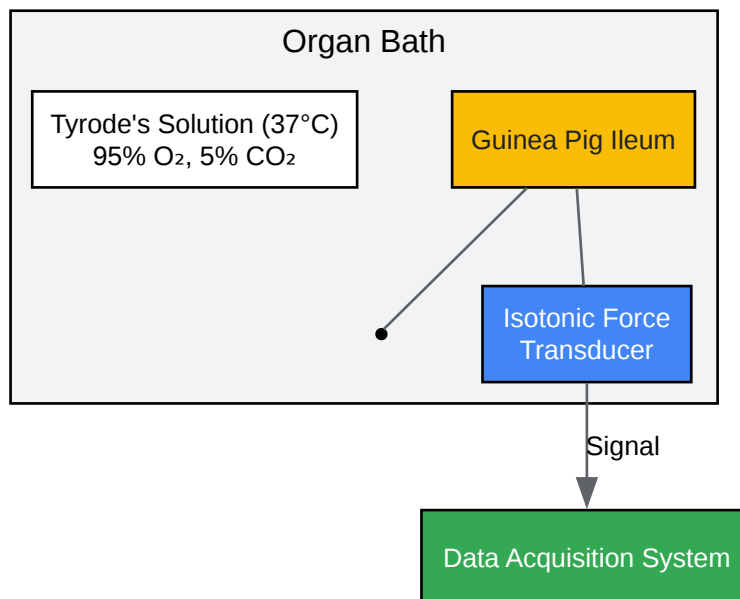 Organ Bath
Tyrode's Solution (37°C)
95% O₂, 5% CO₂
Guinea Pig Ileum
Isotonic Force
Transducer
Signal
Data Acquisition System